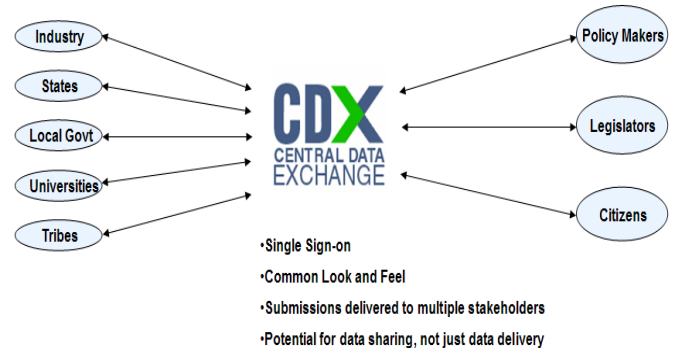 Industry
States
Local Govt
Universities
Tribes
CDX
CENTRAL DATA
EXCHANGE
Policy Makers
Legislators
Citizens
•Single Sign-on
•Common Look and Feel
•Submissions delivered to multiple stakeholders
•Potential for data sharing, not just data delivery